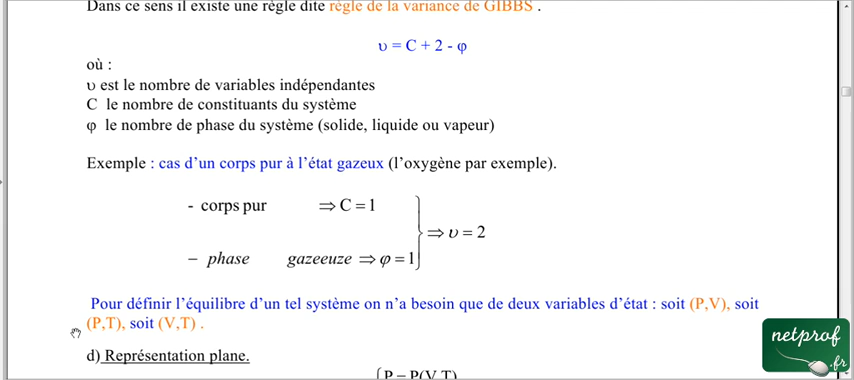 Dans ce sens il existe une règle dite règle de la variance de GIBBS .
υ = C + 2 - φ
où :
υ est le nombre de variables indépendantes
C le nombre de constituants du système
φ le nombre de phase du système (solide, liquide ou vapeur)
Exemple : cas d’un corps pur à l’état gazeux (l’oxygène par exemple).
- corps pur ⇒ C = 1
⇒ υ = 2
− phase gazeeuze ⇒ φ = 1
Pour définir l’équilibre d’un tel système on n’a besoin que de deux variables d’état : soit (P,V), soit
(P,T), soit (V,T) .
d) Représentation plane.
P = P(V,T)
netprof
.fr